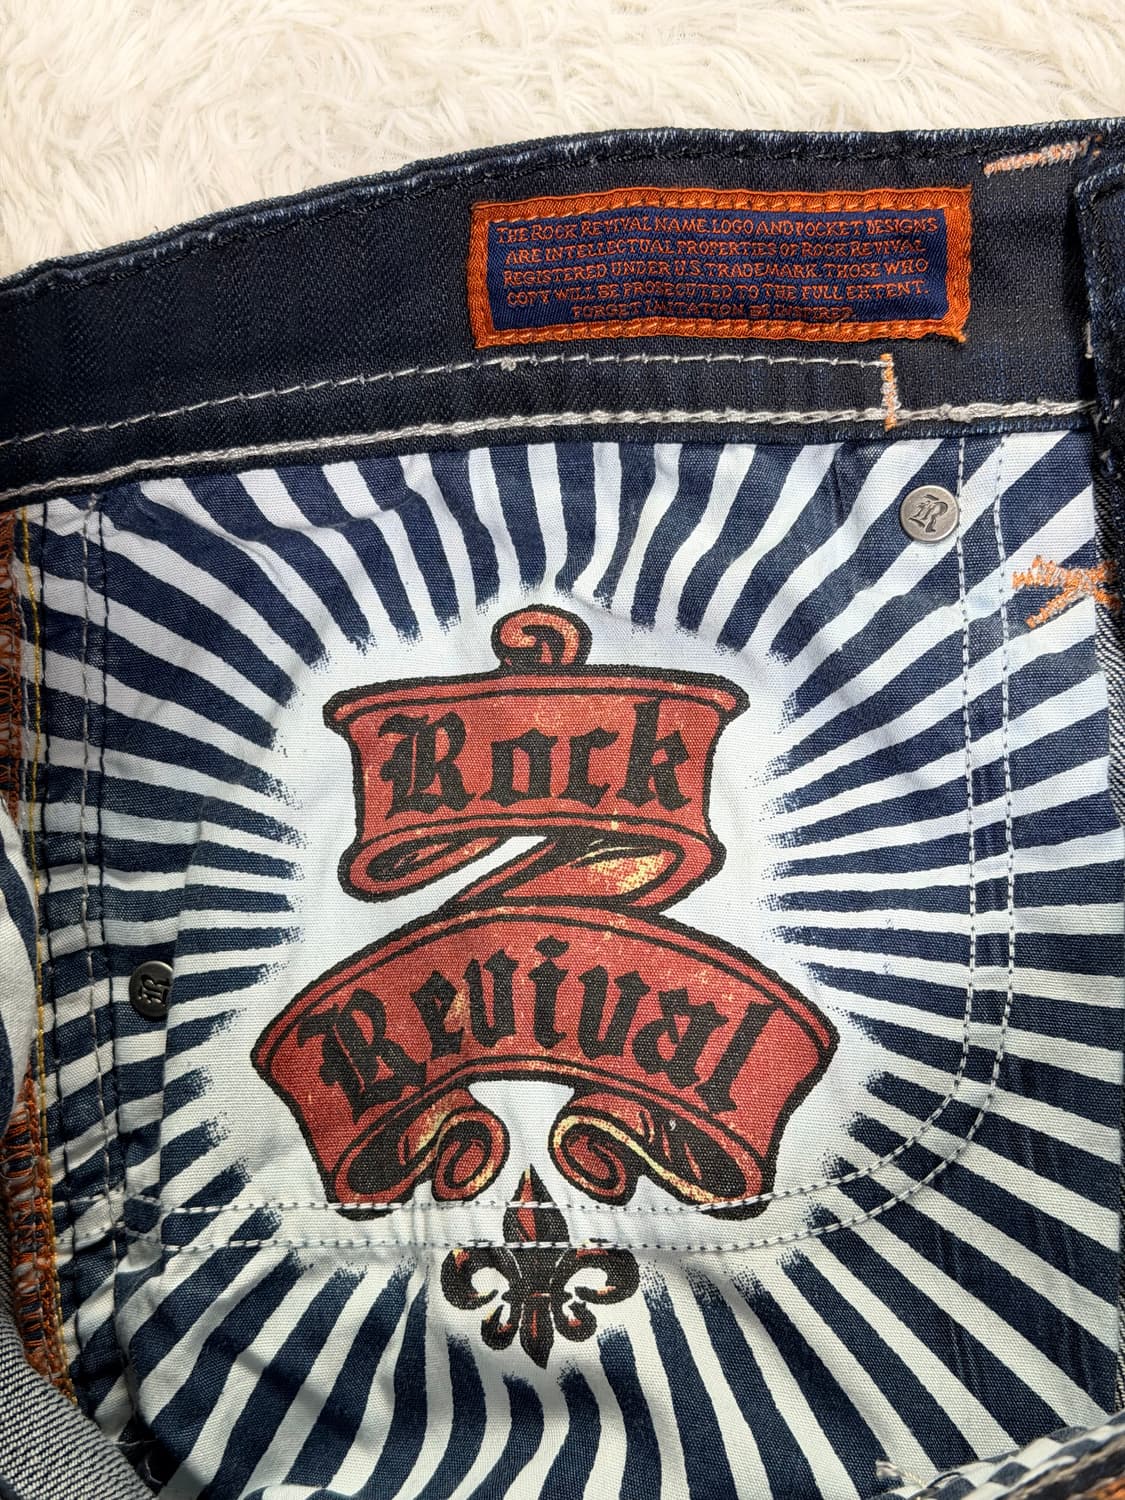 THE ROCK REVIVAL NAME, LOGO AND POCKET DESIGNS
ARE INTELLECTUAL PROPERTIES OF ROCK REVIVAL
REGISTERED UNDER U.S. TRADEMARK. THOSE WHO
COPY WILL BE PROSECUTED TO THE FULL EXTENT.
FORGET IMITATION BE INSPIRED.
R
Rock
R
Revival